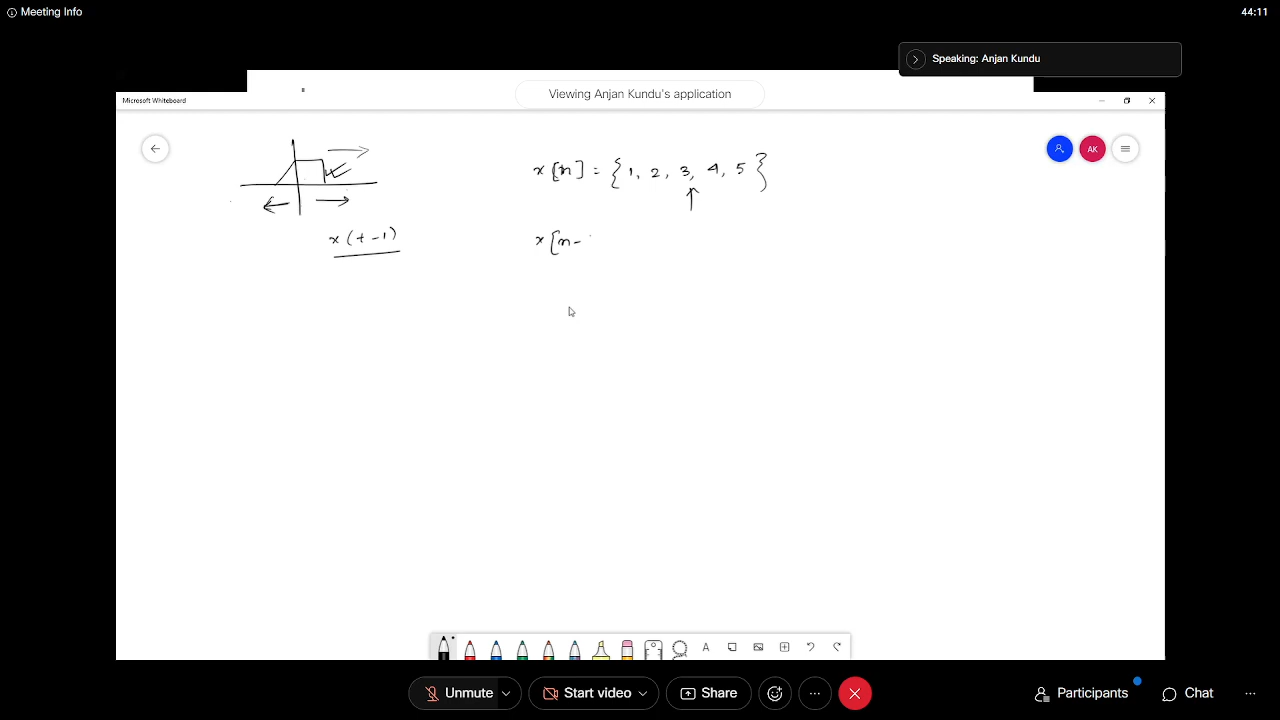 Meeting Info
44:11
Speaking: Anjan Kundu
Viewing Anjan Kundu's application
Microsoft Whiteboard
AK
x[n] = {1, 2, 3, 4, 5}
↑
x(t-1)
x[n-
A
Unmute
Start video
Share
Participants
Chat